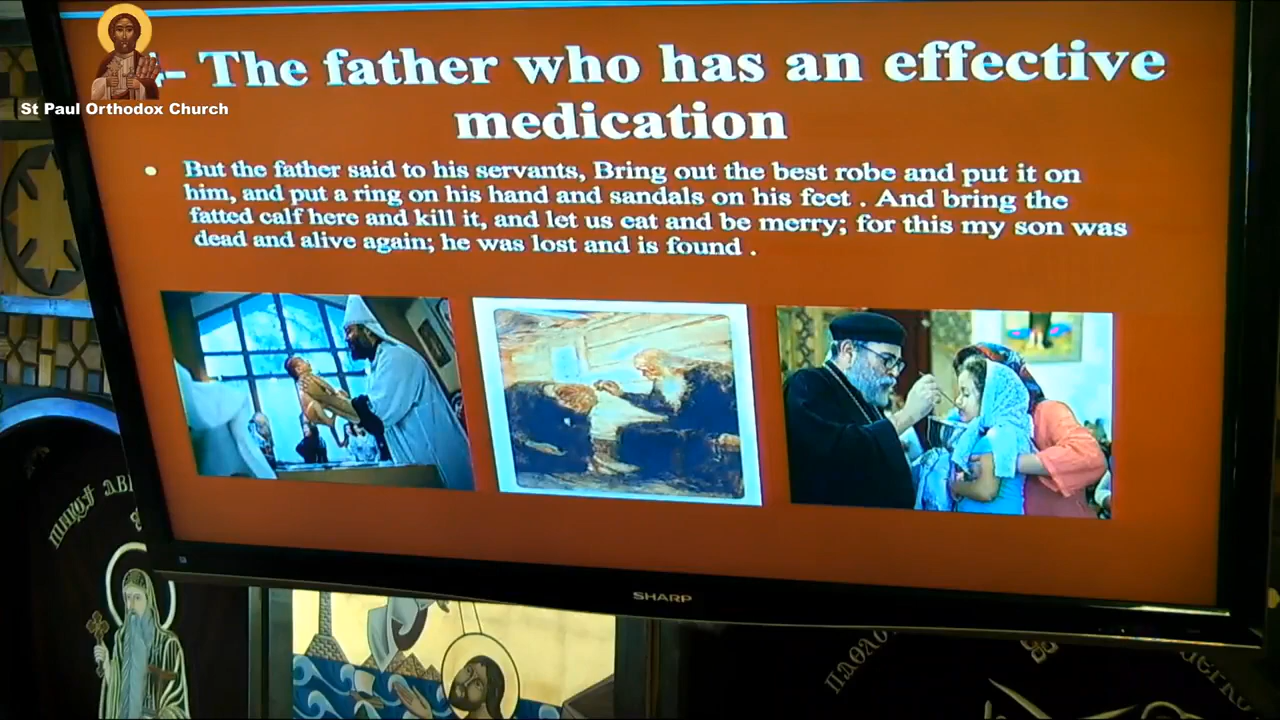 St Paul Orthodox Church
- The father who has an effective
medication
• But the father said to his servants, Bring out the best robe and put it on
him, and put a ring on his hand and sandals on his feet . And bring the
fatted calf here and kill it, and let us eat and be merry; for this my son was
dead and alive again; he was lost and is found .
SHARP